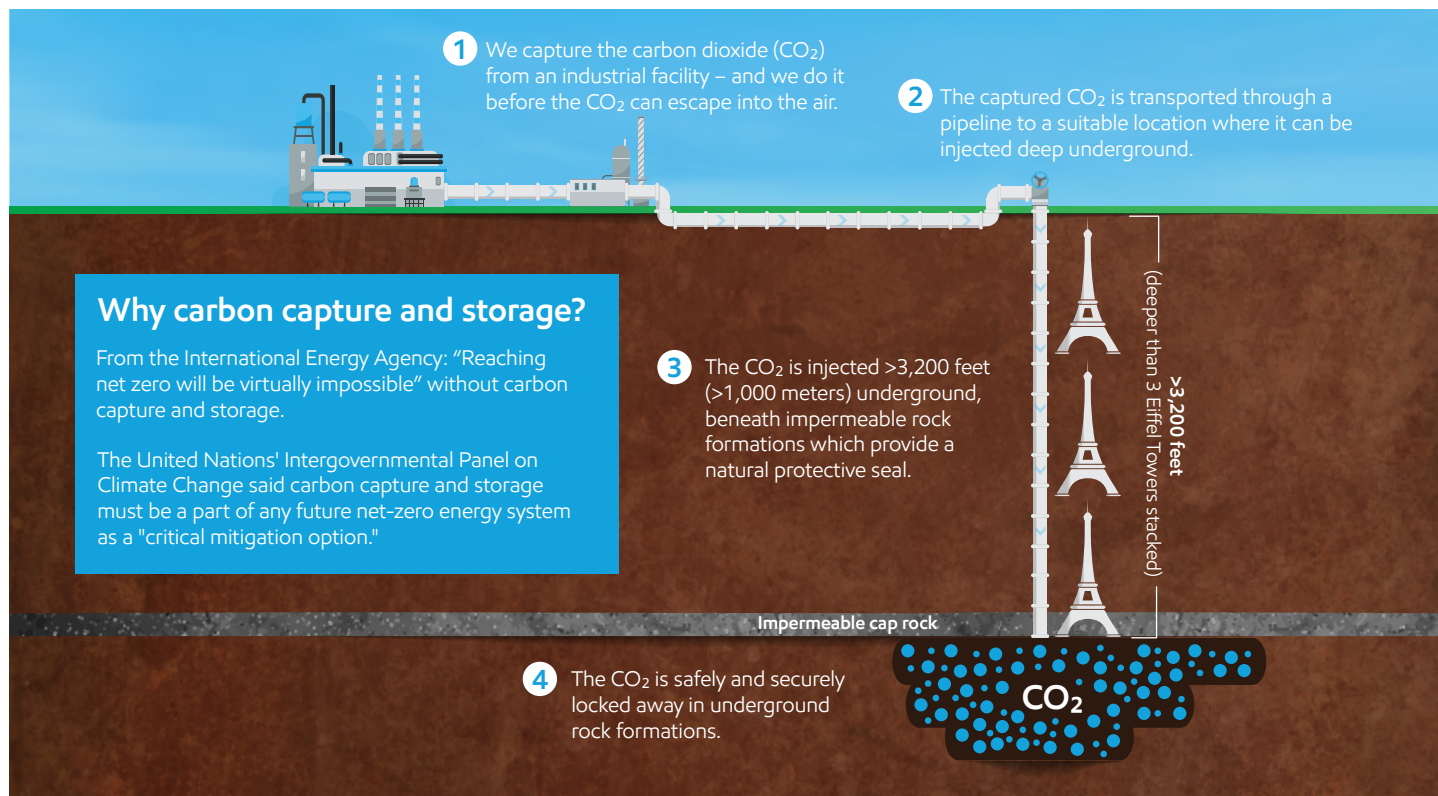 1 We capture the carbon dioxide (CO₂)
from an industrial facility – and we do it
before the CO₂ can escape into the air.
2 The captured CO₂ is transported through a
pipeline to a suitable location where it can be
injected deep underground.
Why carbon capture and storage?
From the International Energy Agency: “Reaching
net zero will be virtually impossible” without carbon
capture and storage.
The United Nations' Intergovernmental Panel on
Climate Change said carbon capture and storage
must be a part of any future net-zero energy system
as a "critical mitigation option."
3 The CO₂ is injected >3,200 feet
(>1,000 meters) underground,
beneath impermeable rock
formations which provide a
natural protective seal.
>3,200 feet
(deeper than 3 Eiffel Towers stacked)
Impermeable cap rock
4 The CO₂ is safely and securely
locked away in underground
rock formations.
CO₂